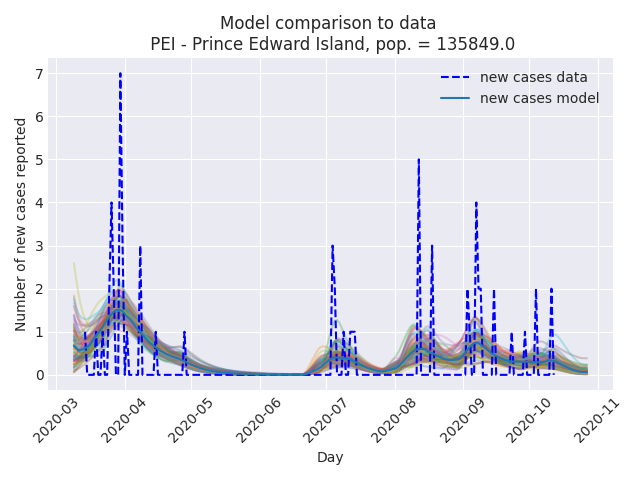 Model comparison to data
PEI - Prince Edward Island, pop. = 135849.0
new cases data
new cases model
Number of new cases reported
7
6
5
4
3
2
1
0
2020-03
2020-04
2020-05
2020-06
2020-07
2020-08
2020-09
2020-10
2020-11
Day